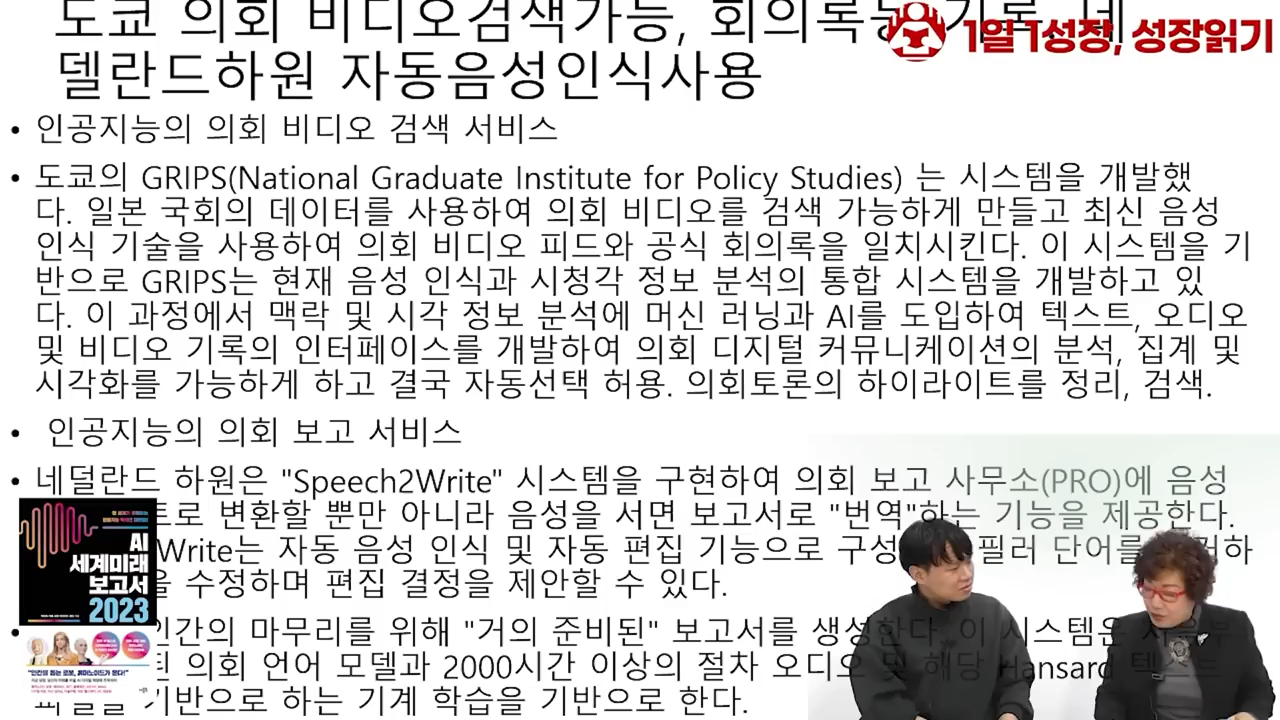 도쿄 의회 비디오검색가능, 회의록
델란드하원 자동음성인식사용
1일 1성장, 성장읽기
• 인공지능의 의회 비디오 검색 서비스
• 도쿄의 GRIPS(National Graduate Institute for Policy Studies) 는 시스템을 개발했
다. 일본 국회의 데이터를 사용하여 의회 비디오를 검색 가능하게 만들고 최신 음성
인식 기술을 사용하여 의회 비디오 피드와 공식 회의록을 일치시킨다. 이 시스템을 기
반으로 GRIPS는 현재 음성 인식과 시청각 정보 분석의 통합 시스템을 개발하고 있
다. 이 과정에서 맥락 및 시각 정보 분석에 머신 러닝과 AI를 도입하여 텍스트, 오디오
및 비디오 기록의 인터페이스를 개발하여 의회 디지털 커뮤니케이션의 분석, 집계 및
시각화를 가능하게 하고 결국 자동선택 허용. 의회토론의 하이라이트를 정리, 검색.
• 인공지능의 의회 보고 서비스
• 네덜란드 하원은 "Speech2Write" 시스템을 구현하여 의회 보고 사무소(PRO)에 음성
트로 변환할 뿐만 아니라 음성을 서면 보고서로 "번역"하는 기능을 제공한다.
Write는 자동 음성 인식 및 자동 편집 기능으로 구성 필러 단어를 거하
을 수정하며 편집 결정을 제안할 수 있다.
• 인간의 마무리를 위해 "거의 준비된" 보고서를 생성한다. 이 시스템은
된 의회 언어 모델과 2000시간 이상의 절차 오디오 및 해당 Hansard 텍스트
기반으로 하는 기계 학습을 기반으로 한다.
AI
세계미래
보고서
2023